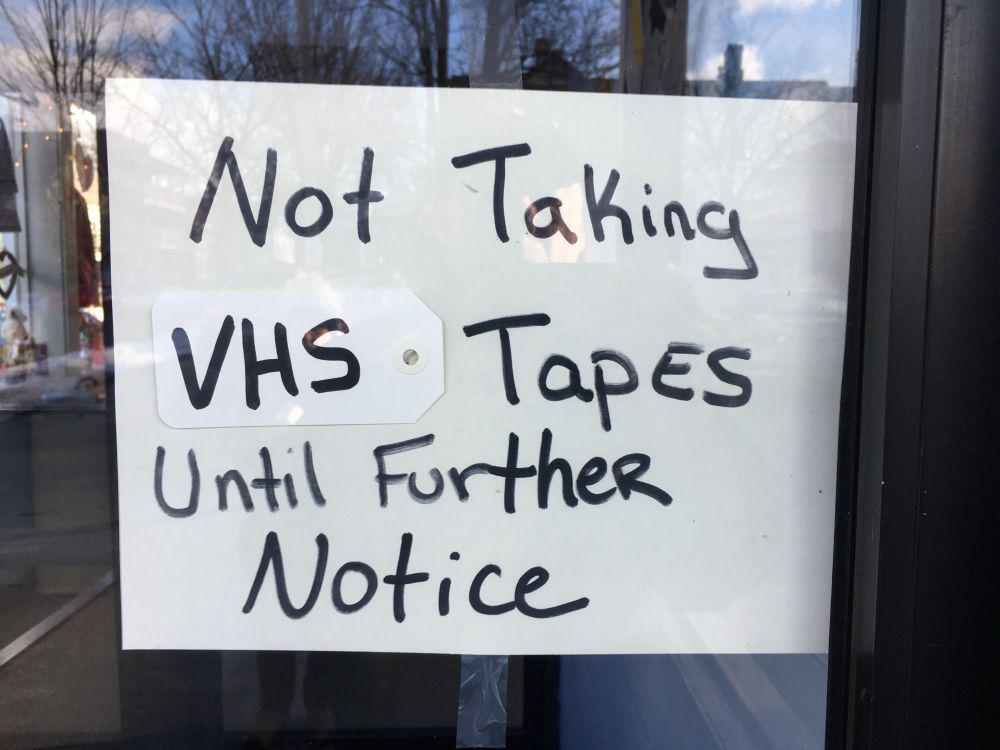 Not Taking
VHS Tapes
Until Further
Notice